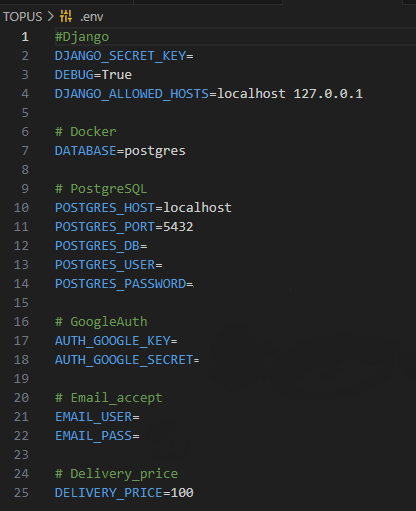 TOPUS > .env
1 #Django
2 DJANGO_SECRET_KEY=
3 DEBUG=True
4 DJANGO_ALLOWED_HOSTS=localhost 127.0.0.1
5
6 # Docker
7 DATABASE=postgres
8
9 # PostgreSQL
10 POSTGRES_HOST=localhost
11 POSTGRES_PORT=5432
12 POSTGRES_DB=
13 POSTGRES_USER=
14 POSTGRES_PASSWORD=
15
16 # GoogleAuth
17 AUTH_GOOGLE_KEY=
18 AUTH_GOOGLE_SECRET=
19
20 # Email_accept
21 EMAIL_USER=
22 EMAIL_PASS=
23
24 # Delivery_price
25 DELIVERY_PRICE=100